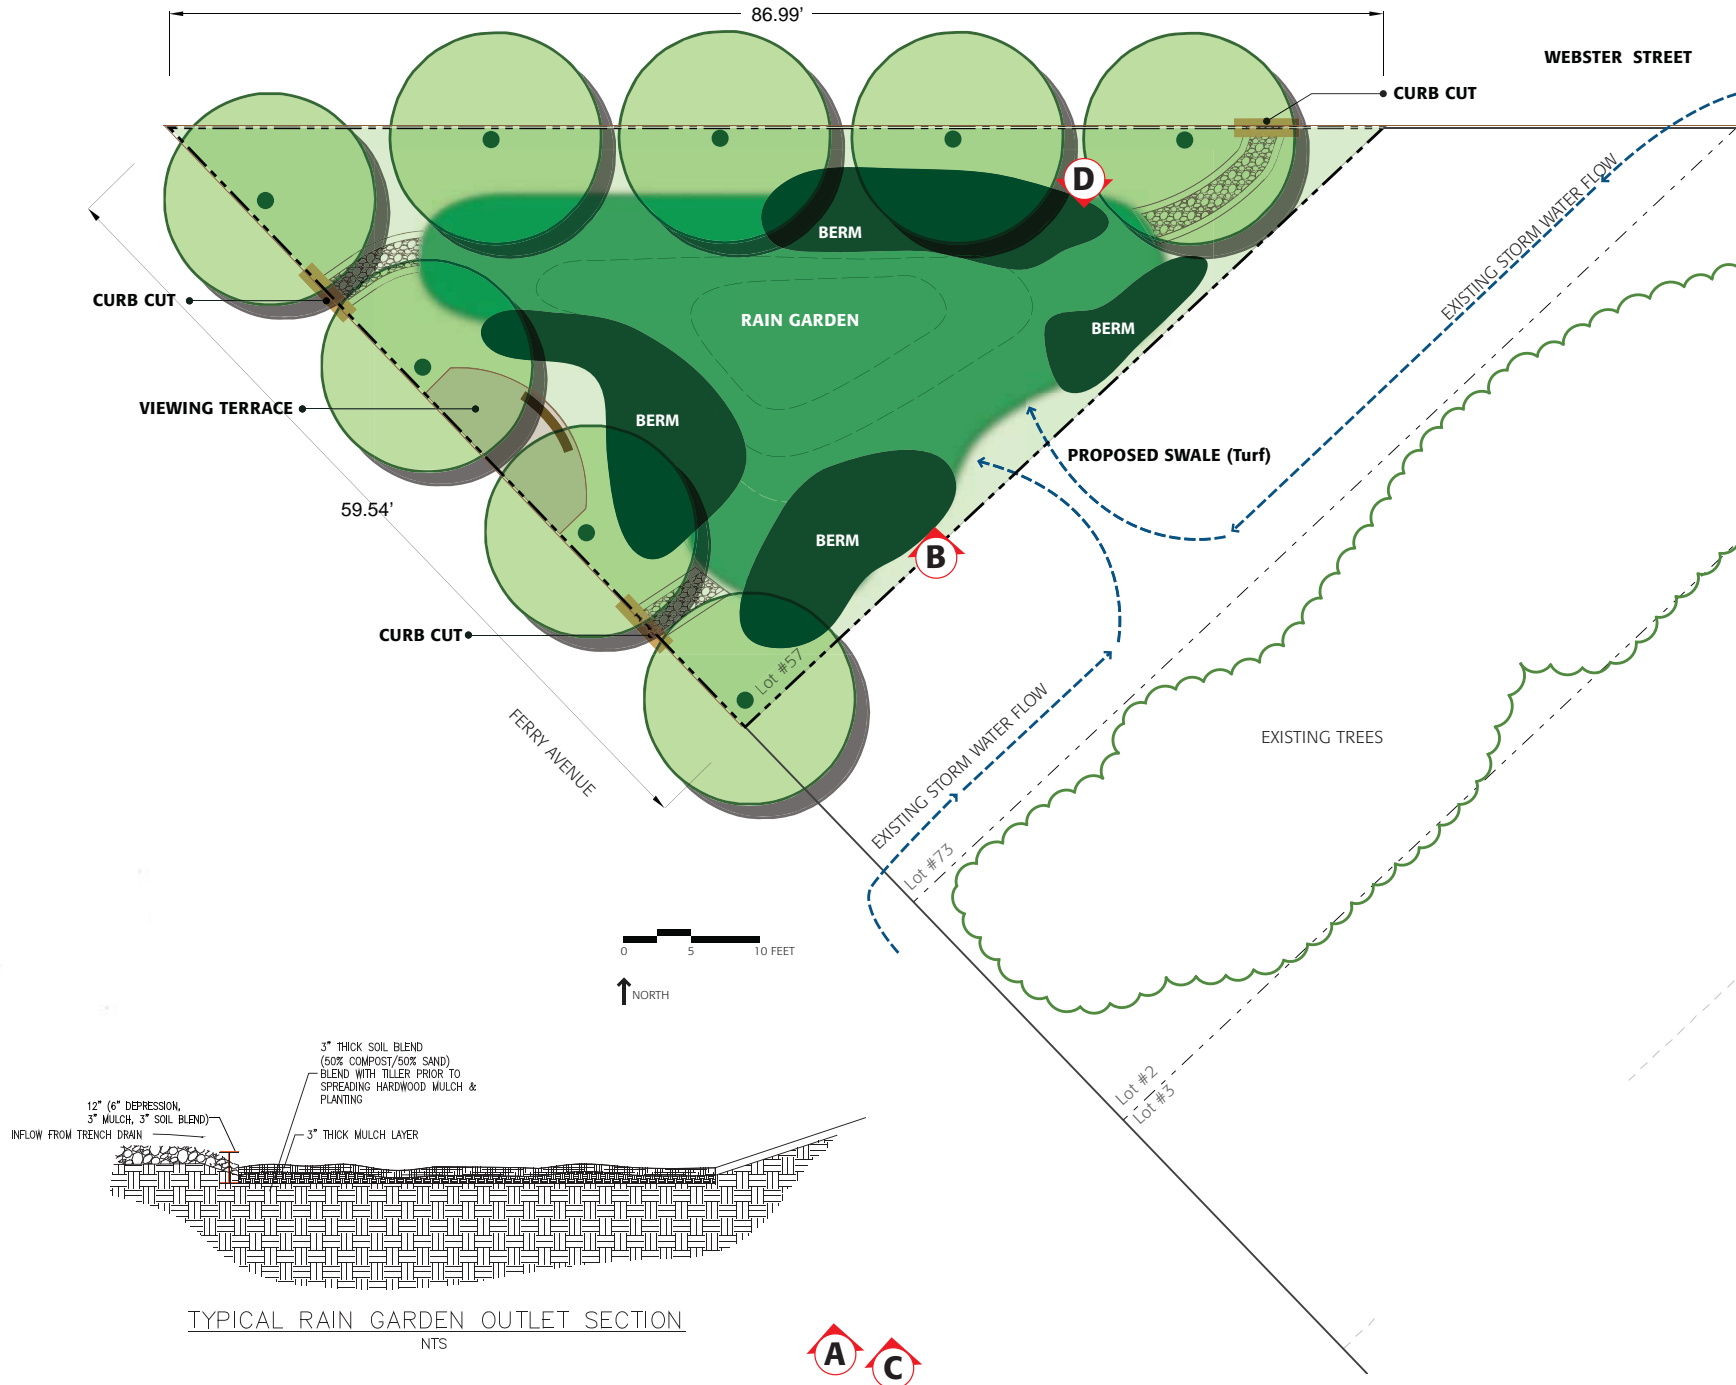 86.99’
WEBSTER STREET
CURB CUT
EXISTING STORM WATER FLOW
D
BERM
CURB CUT
RAIN GARDEN
BERM
VIEWING TERRACE
BERM
PROPOSED SWALE (Turf)
59.54’
BERM
B
CURB CUT
Lot #57
FERRY AVENUE
EXISTING STORM WATER FLOW
EXISTING TREES
Lot #73
0 5 10 FEET
NORTH
3” THICK SOIL BLEND
(50% COMPOST/50% SAND)
BLEND WITH TILLER PRIOR TO
SPREADING HARDWOOD MULCH &
PLANTING
12” (6” DEPRESSION,
3” MULCH, 3” SOIL BLEND)
INFLOW FROM TRENCH DRAIN
3” THICK MULCH LAYER
Lot #2
Lot #3
TYPICAL RAIN GARDEN OUTLET SECTION
NTS
A
C